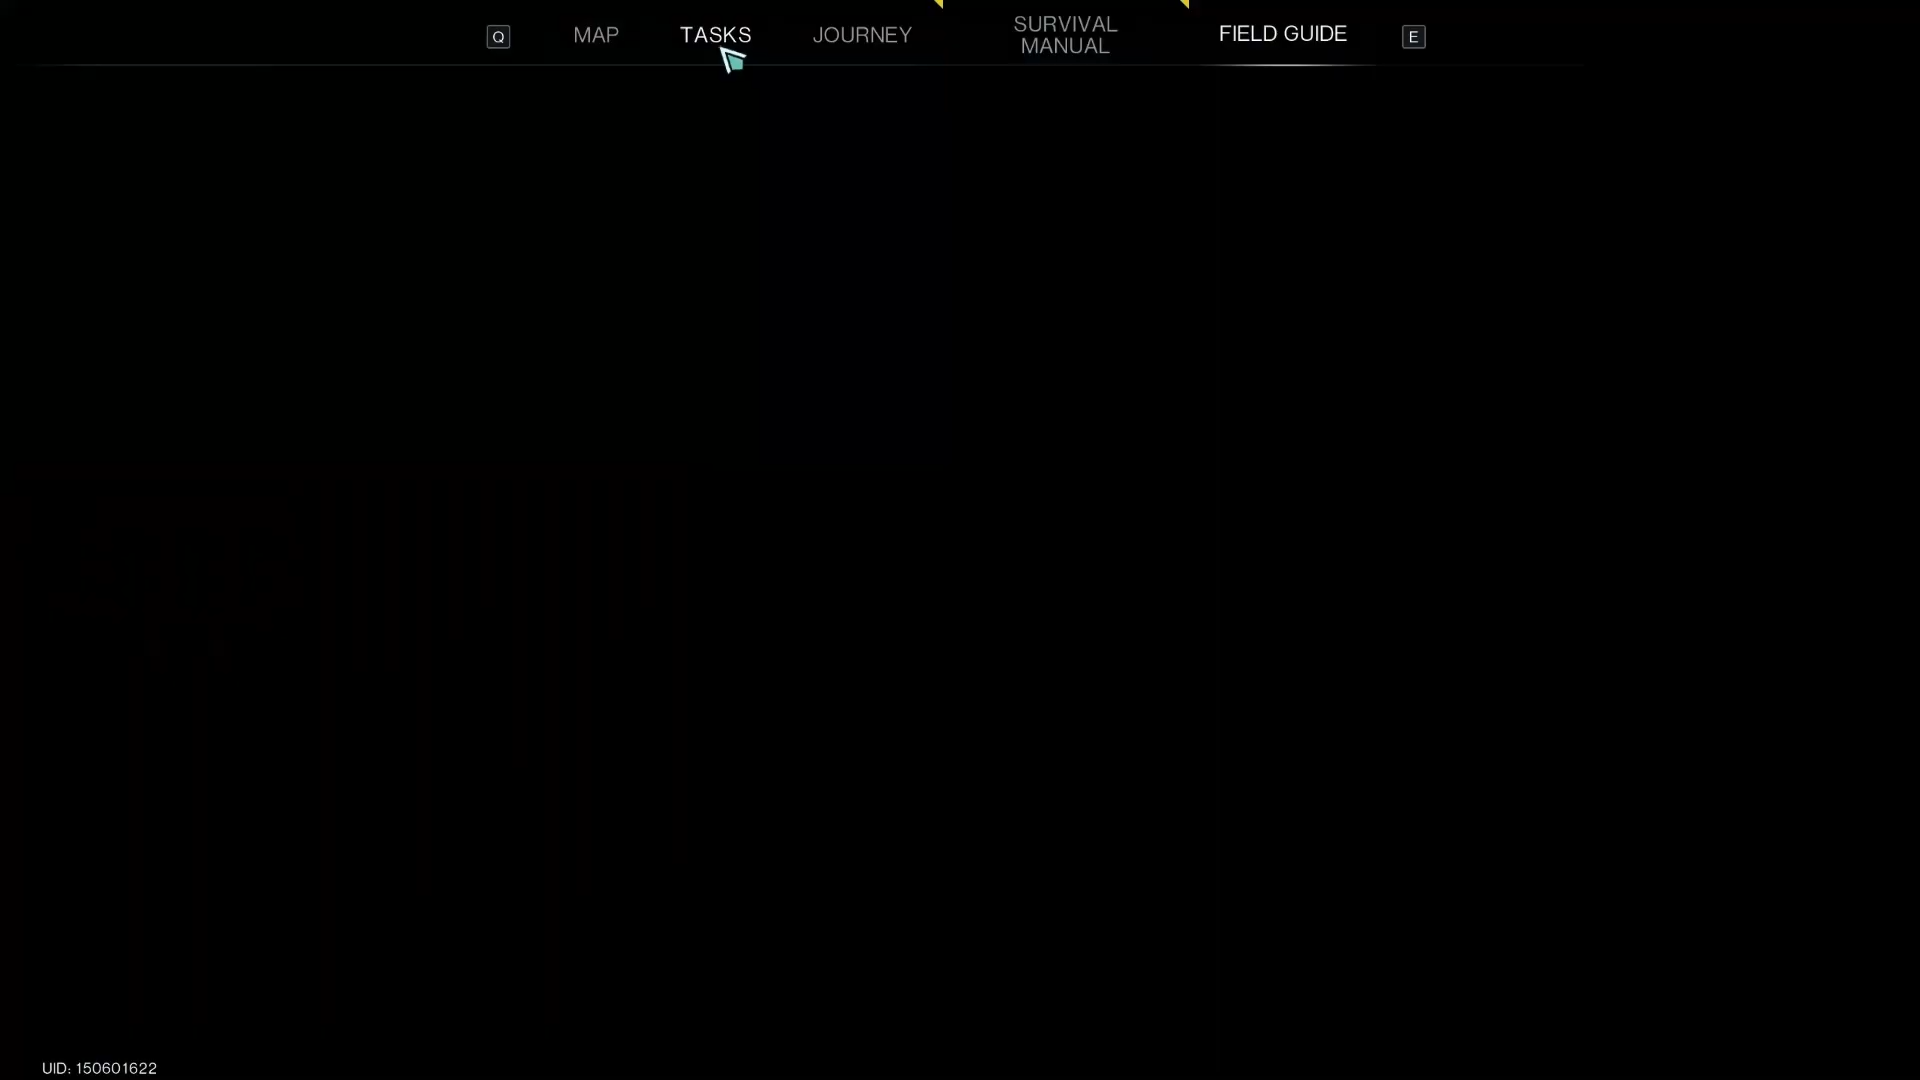 Q
MAP
TASKS
JOURNEY
SURVIVAL
MANUAL
FIELD GUIDE
E
UID: 150601622